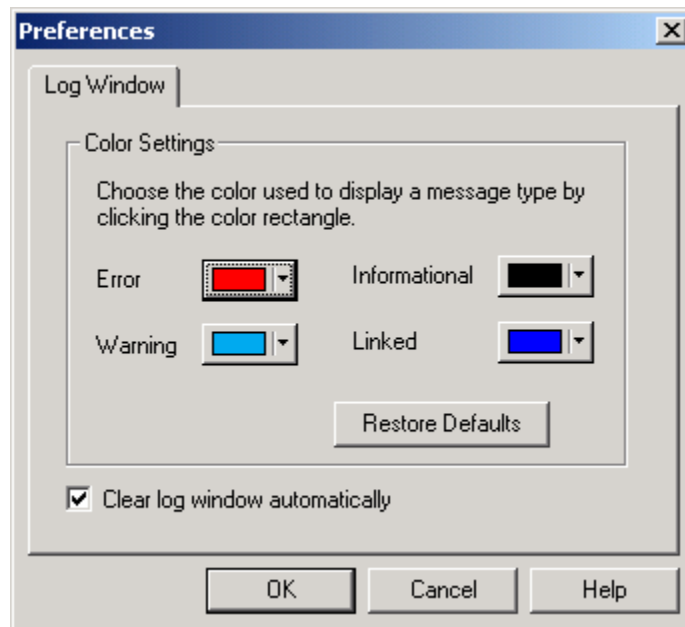 Preferences
Log Window
Color Settings
Choose the color used to display a message type by
clicking the color rectangle.
Error
Informational
Warning
Linked
Restore Defaults
Clear log window automatically
OK
Cancel
Help